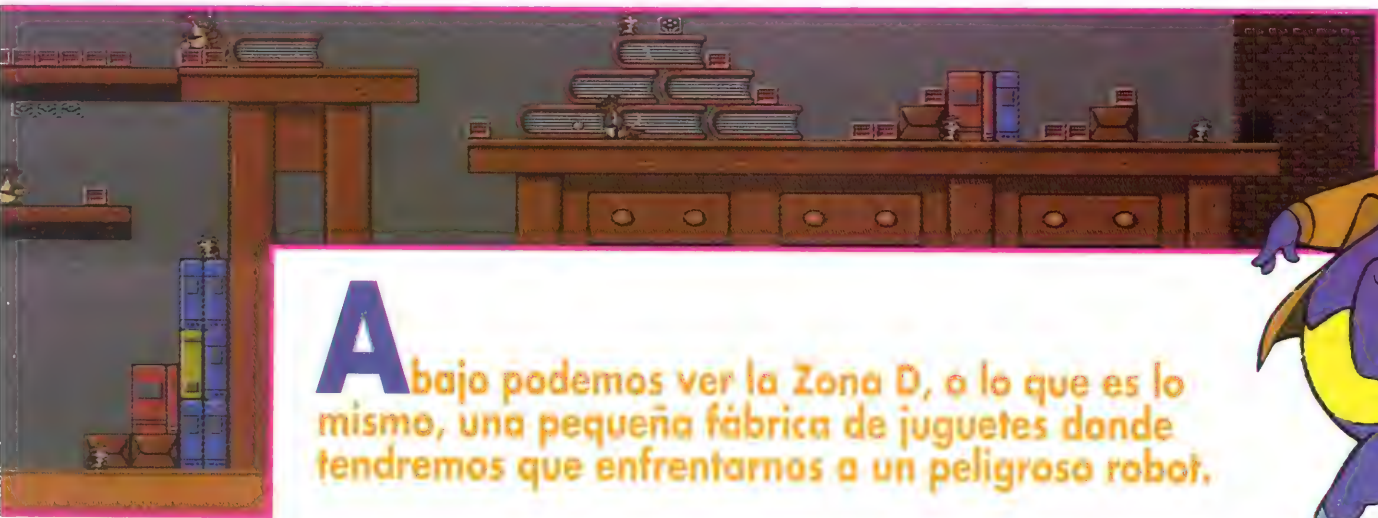 Abajo podemos ver la Zona D, o lo que es lo
mismo, una pequeña fábrica de juguetes donde
tendremos que enfrentarnos a un peligroso robot.